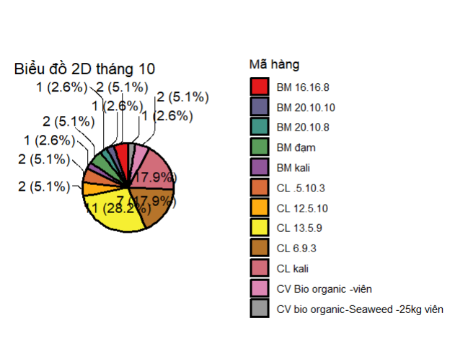 Biểu đồ 2D tháng 10
1 (2.6%)
2 (5.1%)
1 (2.6%)
2 (5.1%)
1 (2.6%)
2 (5.1%)
1 (2.6%)
2 (5.1%)
2 (5.1%)
(17.9%)
7 (17.9%)
11 (28.2%)
Mã hàng
BM 16.16.8
BM 20.10.10
BM 20.10.8
BM đạm
BM kali
CL .5.10.3
CL 12.5.10
CL 13.5.9
CL 6.9.3
CL kali
CV Bio organic -viên
CV bio organic-Seaweed -25kg viên